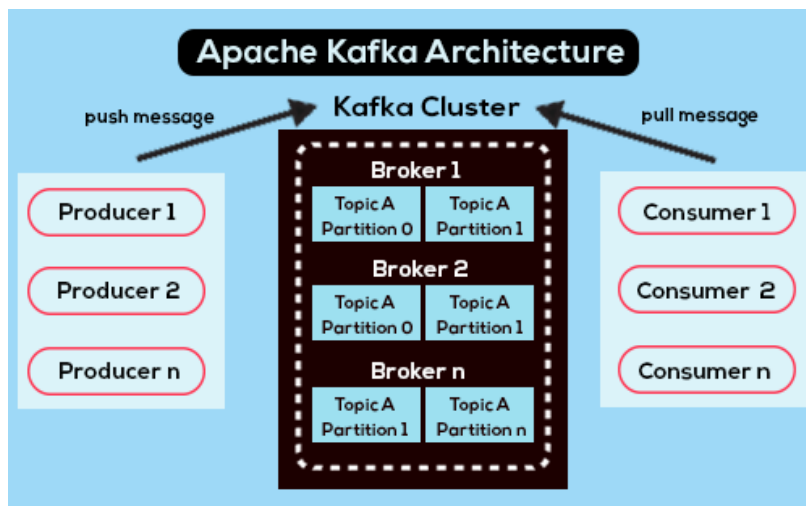 Apache Kafka Architecture
push message
Kafka Cluster
pull message
Producer 1
Producer 2
Producer n
Broker 1
Topic A
Partition 0
Topic A
Partition 1
Broker 2
Topic A
Partition 0
Topic A
Partition 1
Broker n
Topic A
Partition 1
Topic A
Partition n
Consumer 1
Consumer 2
Consumer n